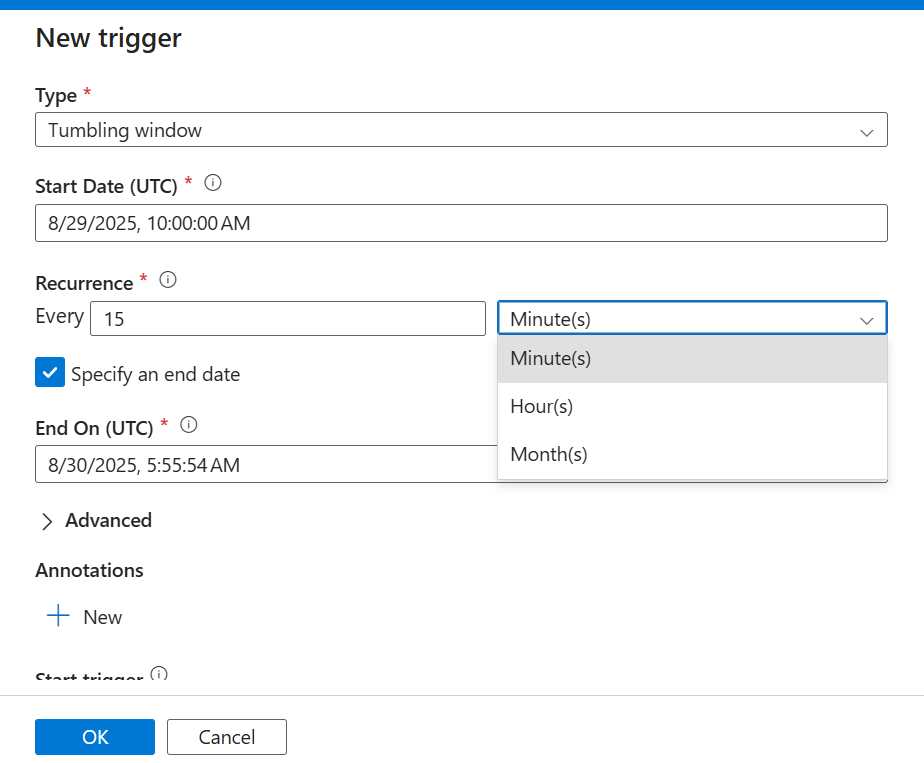 New trigger
Type *
Tumbling window
Start Date (UTC) *
8/29/2025, 10:00:00 AM
Recurrence *
Every 15 Minute(s)
Minute(s)
Specify an end date
Hour(s)
End On (UTC) *
Month(s)
8/30/2025, 5:55:54 AM
Advanced
Annotations
New
Start trigger
OK Cancel